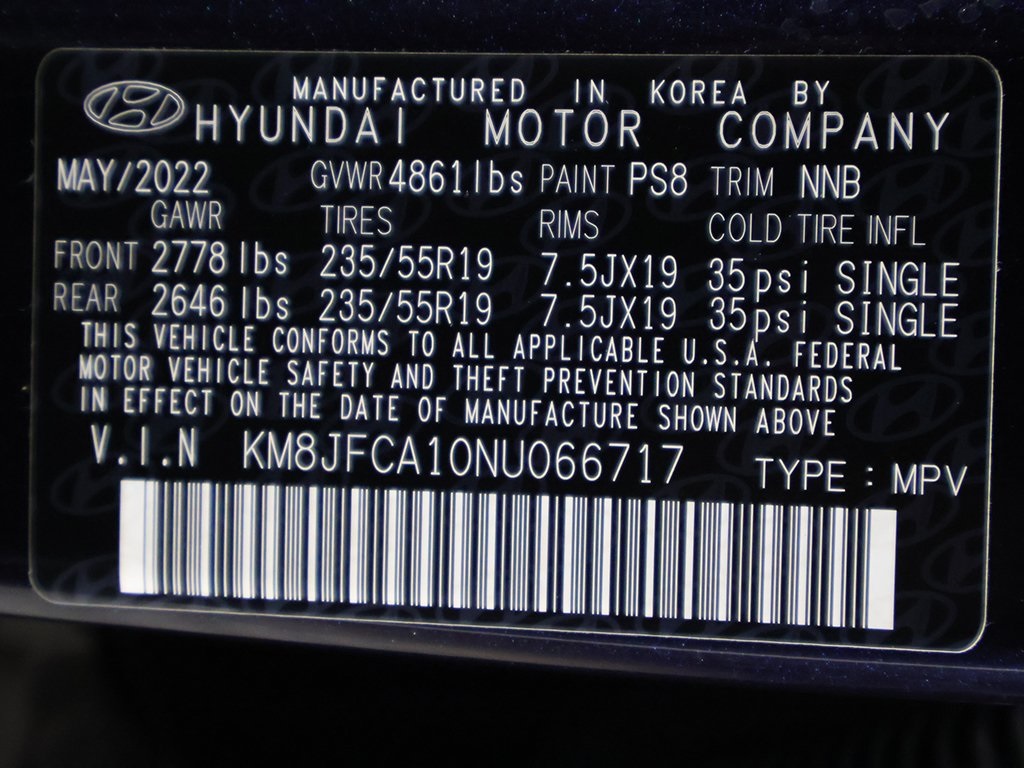 MANUFACTURED IN KOREA BY
HYUNDAI MOTOR COMPANY
MAY/2022 GVWR 4861lbs PAINT PS8 TRIM NNB
GAWR TIRES RIMS COLD TIRE INFL
FRONT 2778 lbs 235/55R19 7.5JX19 35psi SINGLE
REAR 2646 lbs 235/55R19 7.5JX19 35psi SINGLE
THIS VEHICLE CONFORMS TO ALL APPLICABLE U.S.A. FEDERAL
MOTOR VEHICLE SAFETY AND THEFT PREVENTION STANDARDS
IN EFFECT ON THE DATE OF MANUFACTURE SHOWN ABOVE
V.I.N KM8JFCA10NU066717 TYPE : MPV